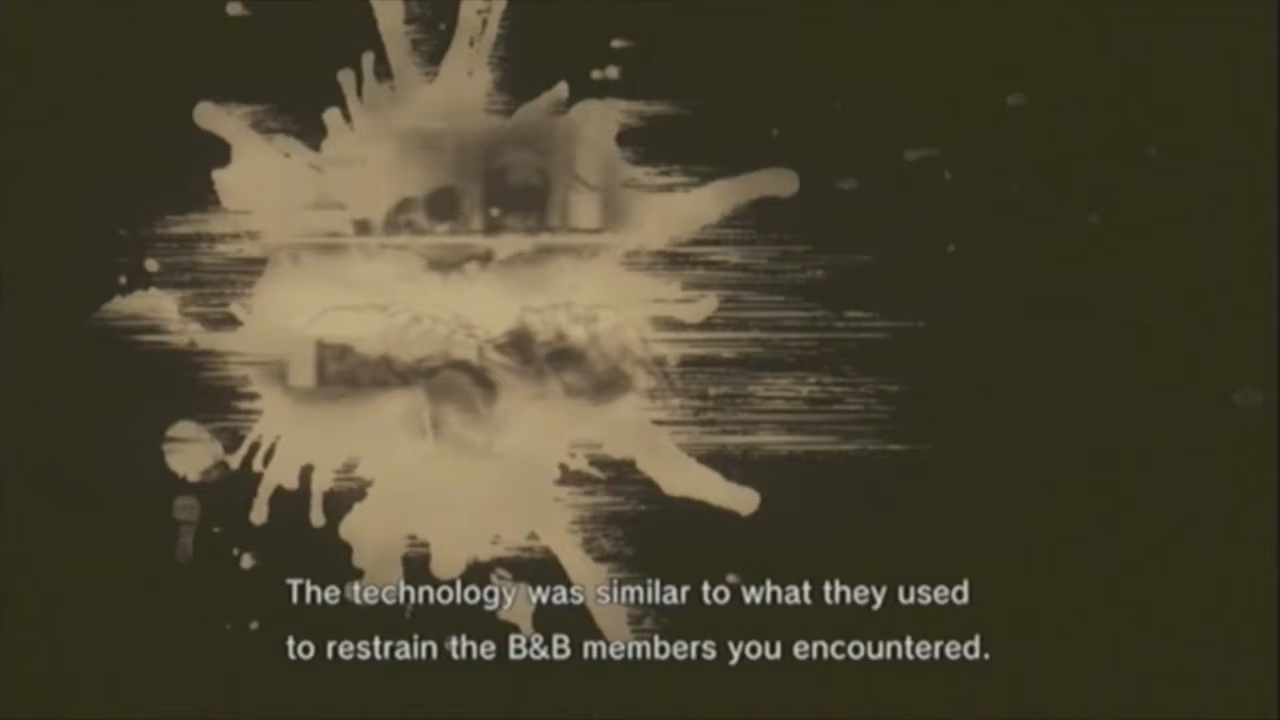 The technology was similar to what they used
to restrain the B&B members you encountered.